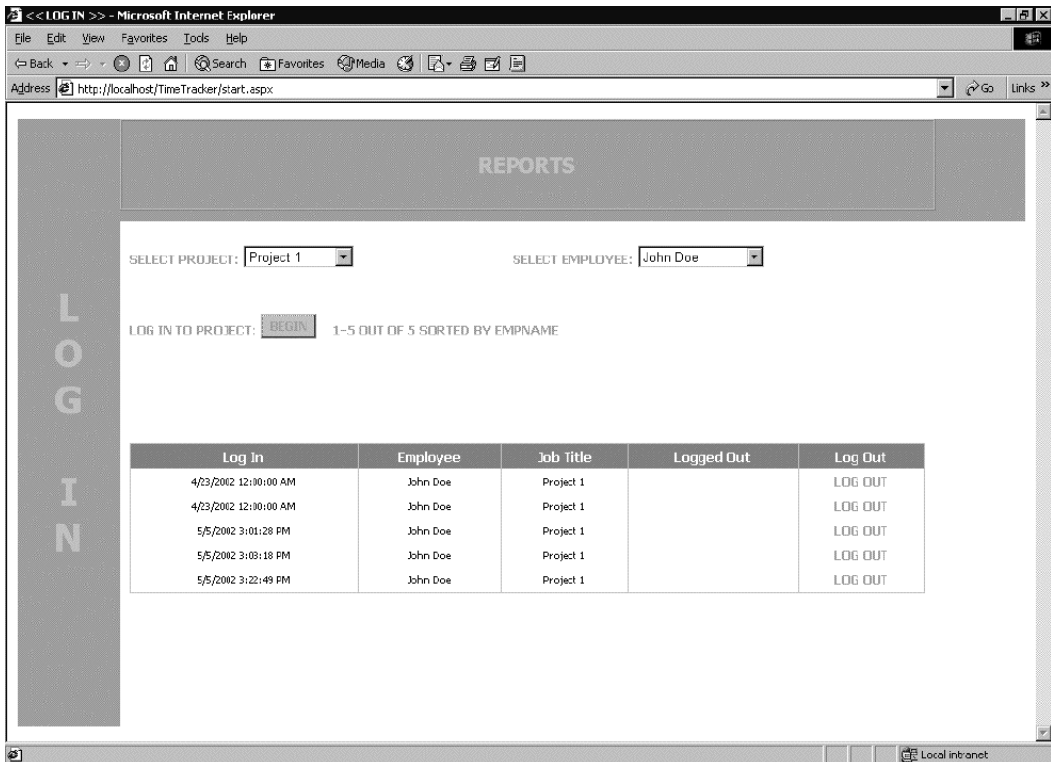 <<LOG IN >> - Microsoft Internet Explorer
File Edit View Favorites Tools Help
Back Search Favorites Media
Address http://localhost/TimeTracker/start.aspx Go Links »
REPORTS
SELECT PROJECT: Project 1 SELECT EMPLOYEE: John Doe
LOG IN TO PROJECT: BEGIN 1-5 OUT OF 5 SORTED BY EMPNAME
LOG IN
Log In Employee Job Title Logged Out Log Out
4/23/2002 12:00:00 AM John Doe Project 1 LOG OUT
4/23/2002 12:00:00 AM John Doe Project 1 LOG OUT
5/5/2002 3:01:28 PM John Doe Project 1 LOG OUT
5/5/2002 3:03:18 PM John Doe Project 1 LOG OUT
5/5/2002 3:22:49 PM John Doe Project 1 LOG OUT
Local intranet